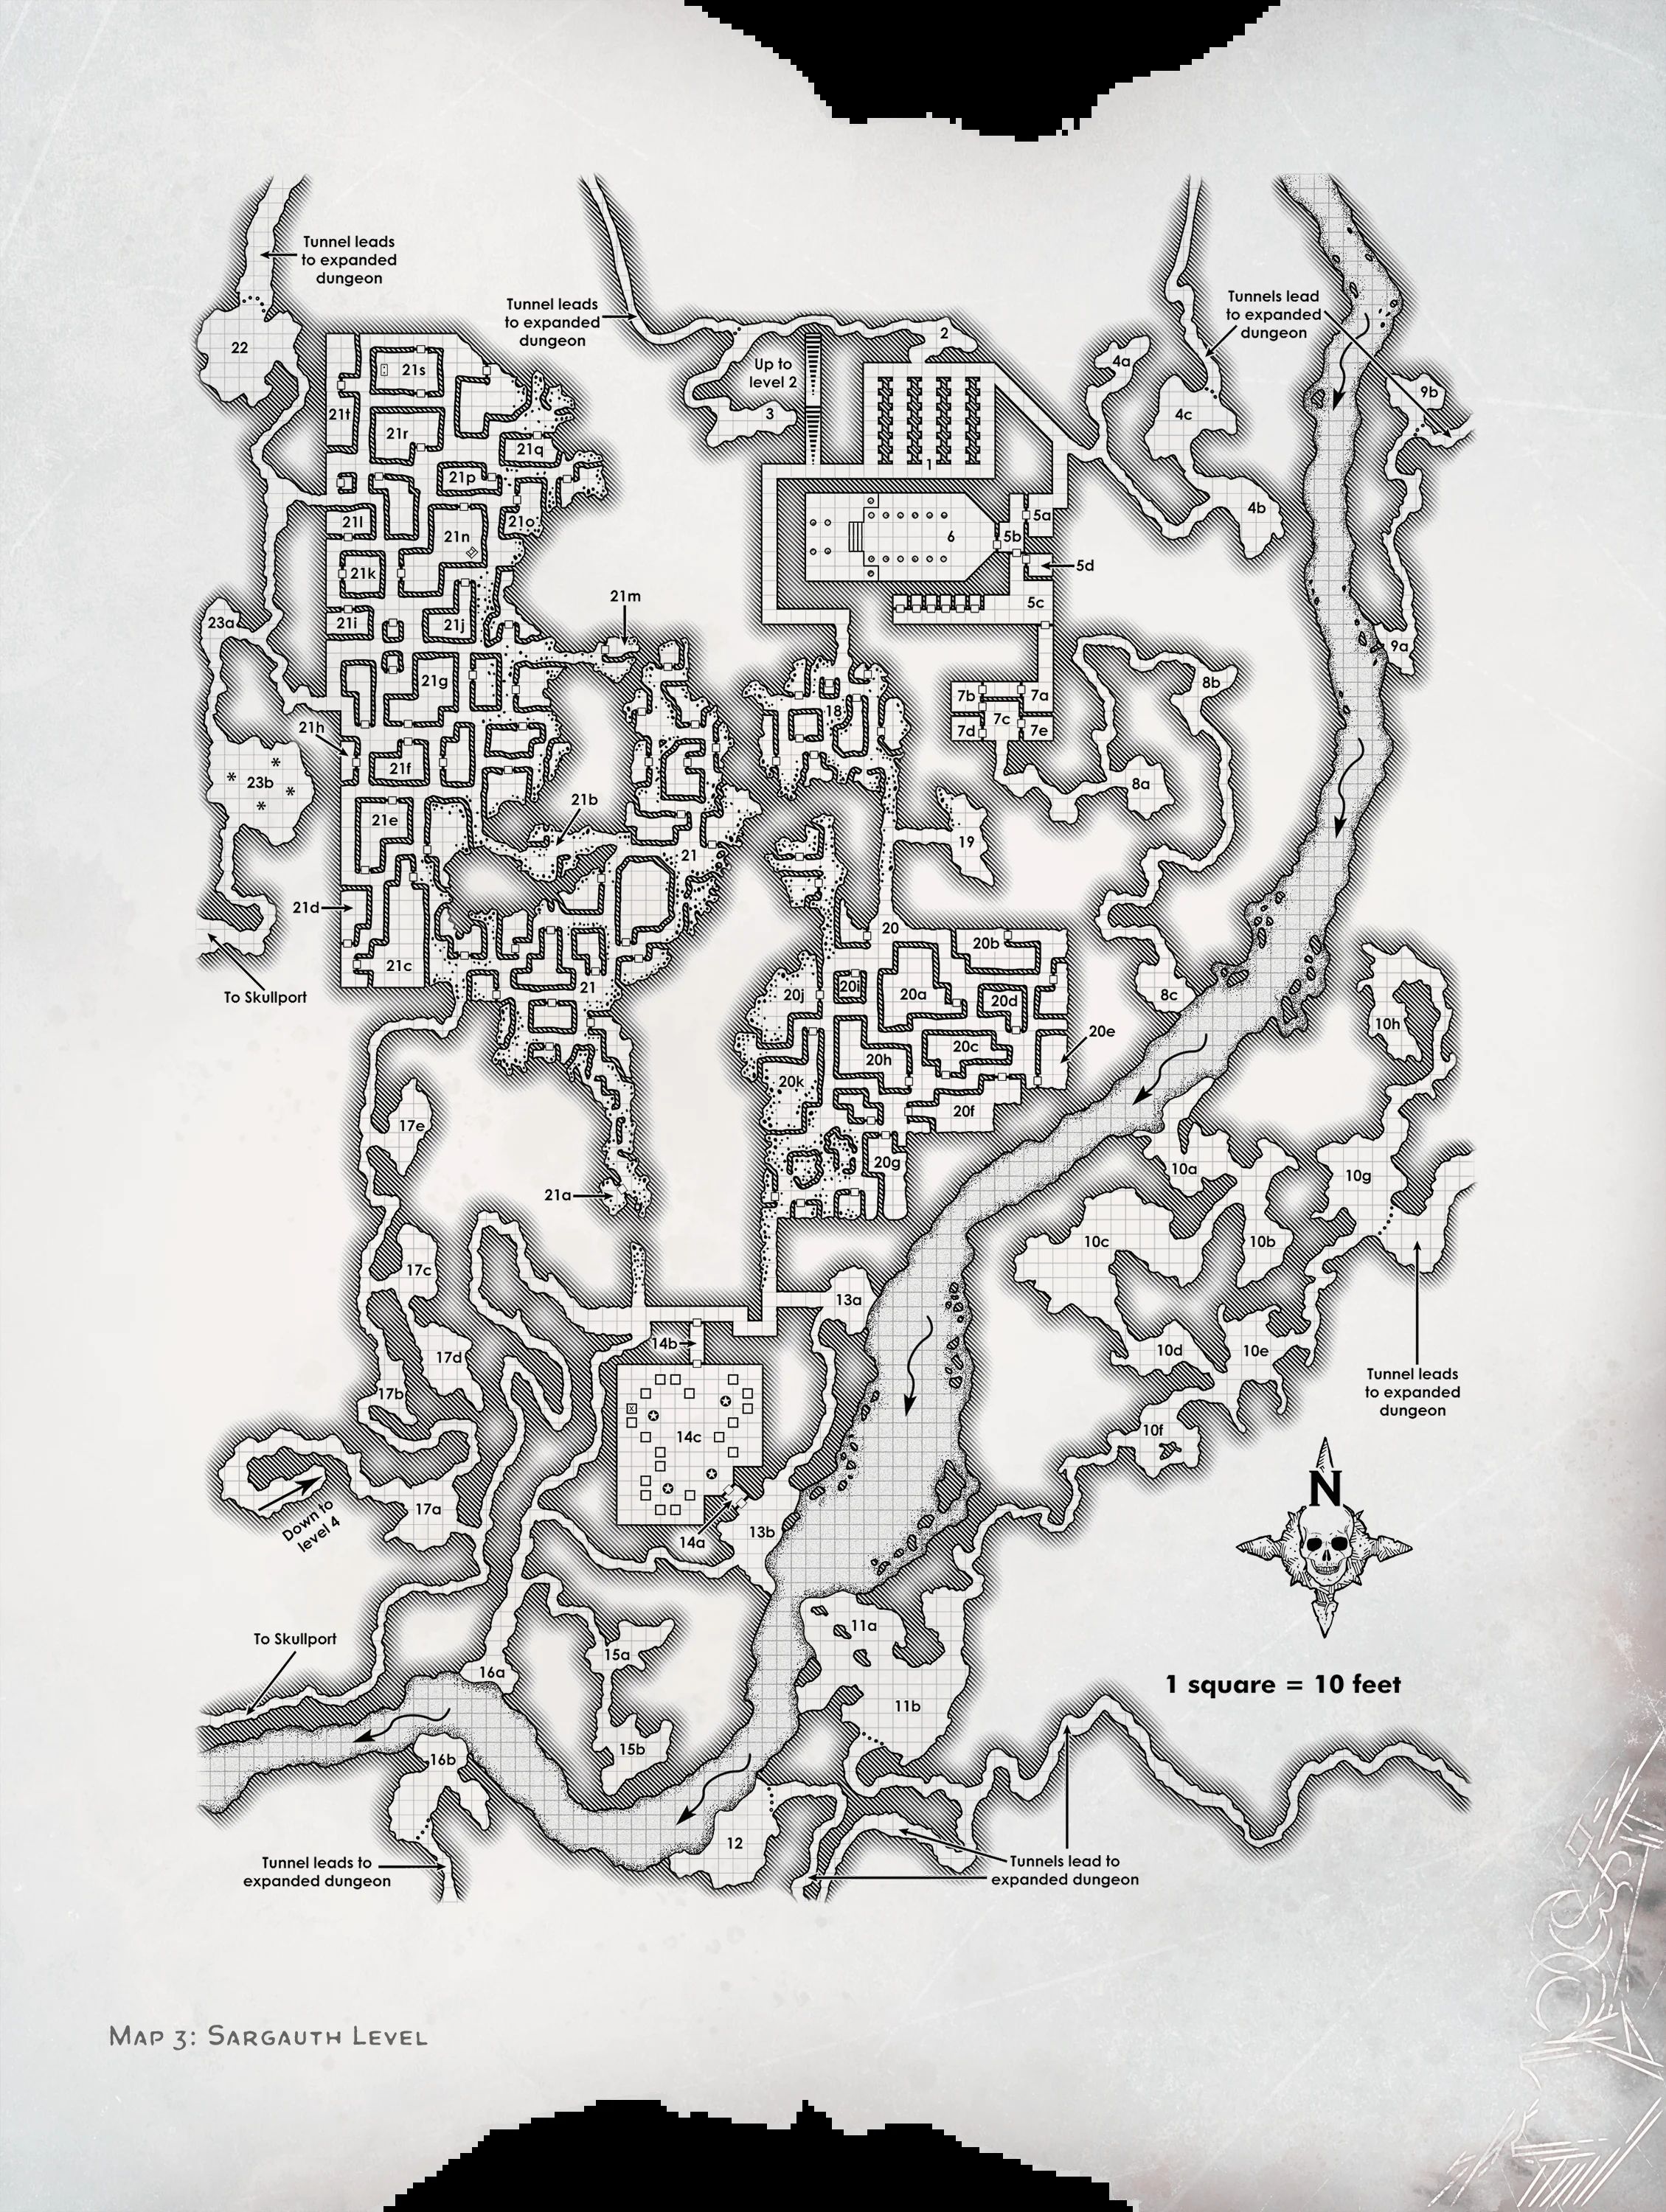 Tunnel leads
to expanded
dungeon
Tunnel leads
to expanded
dungeon
Tunnels lead
to expanded
dungeon
22
2
Up to
level 2
3
4a
4c
9b
21s
21t
21r
21q
21p
1
4b
21l
21o
21n
5a
6
5b
5d
21k
5c
21m
23a
21i
21j
9a
21g
8b
7b
7a
18
7c
21h
7d
7e
21f
23b
8a
21b
21e
19
21
21d
20
20b
21c
To Skullport
21
20j
20i
20a
20d
8c
10h
20e
20c
20h
20k
20f
17e
20g
10a
10g
21a
10c
10b
17c
13a
14b
17d
10d
10e
17b
Tunnel leads
to expanded
dungeon
14c
10f
N
Down to
level 4
17a
14a
13b
To Skullport
11a
15a
16a
1 square = 10 feet
11b
15b
16b
12
Tunnel leads to
expanded dungeon
Tunnels lead to
expanded dungeon
Map 3: Sargauth Level